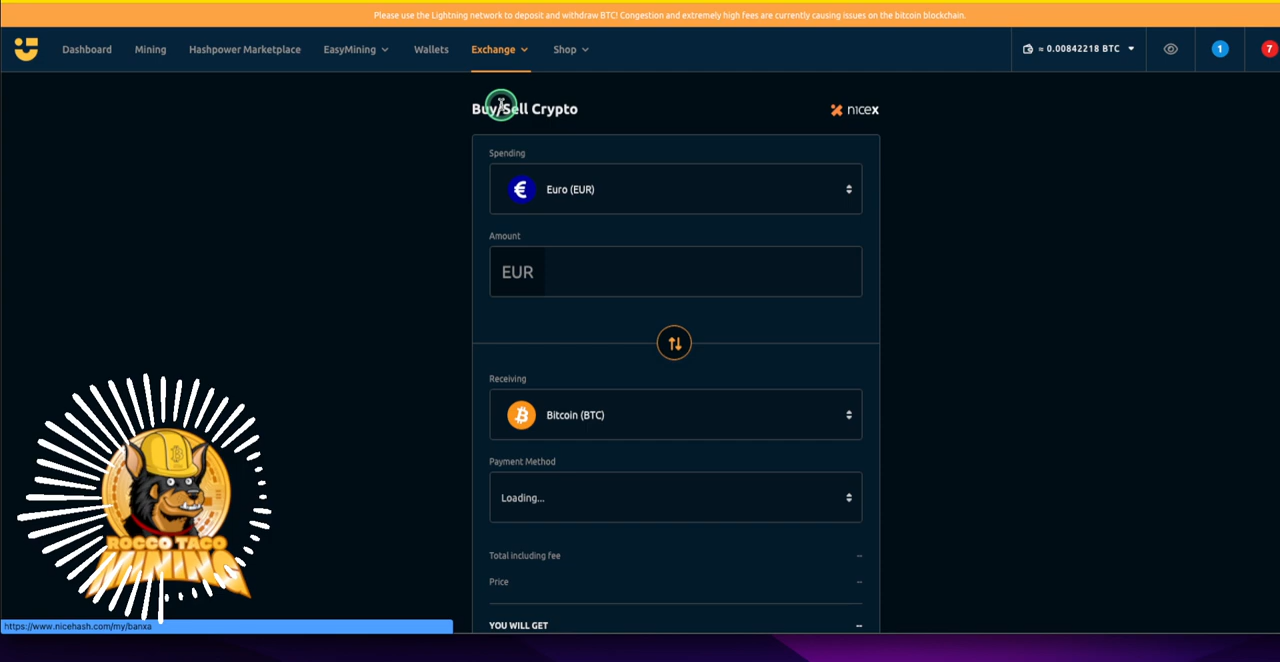 Please use the Lightning network to deposit and withdraw BTC! Congestion and extremely high fees are currently causing issues on the bitcoin blockchain.
Dashboard Mining Hashpower Marketplace EasyMining Wallets Exchange Shop ≈ 0.00842218 BTC 1 7
Buy/Sell Crypto nicex
Spending
€ Euro (EUR)
Amount
EUR
Receiving
Bitcoin (BTC)
Payment Method
Loading...
Total including fee --
Price --
YOU WILL GET --
ROCCO TACO
MINING
https://www.nicehash.com/my/banxa